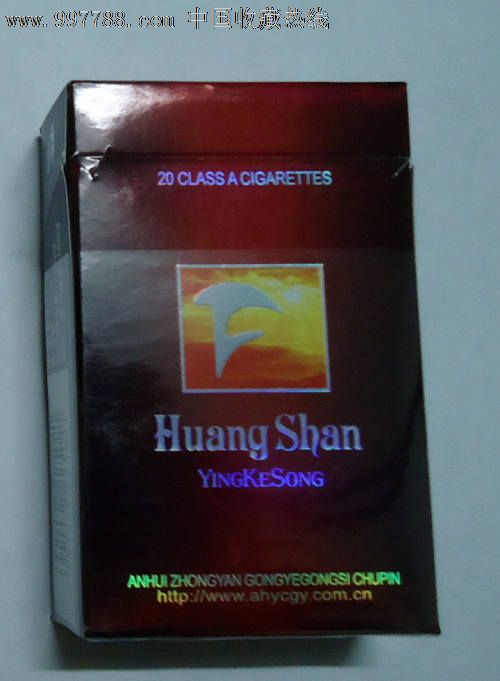 www.997788.com 中国收藏热线
20 CLASS A CIGARETTES
Huang Shan
YINGKESONG
ANHUI ZHONGYAN GONGYEGONGSI CHUPIN
http://www.ahycgy.com.cn